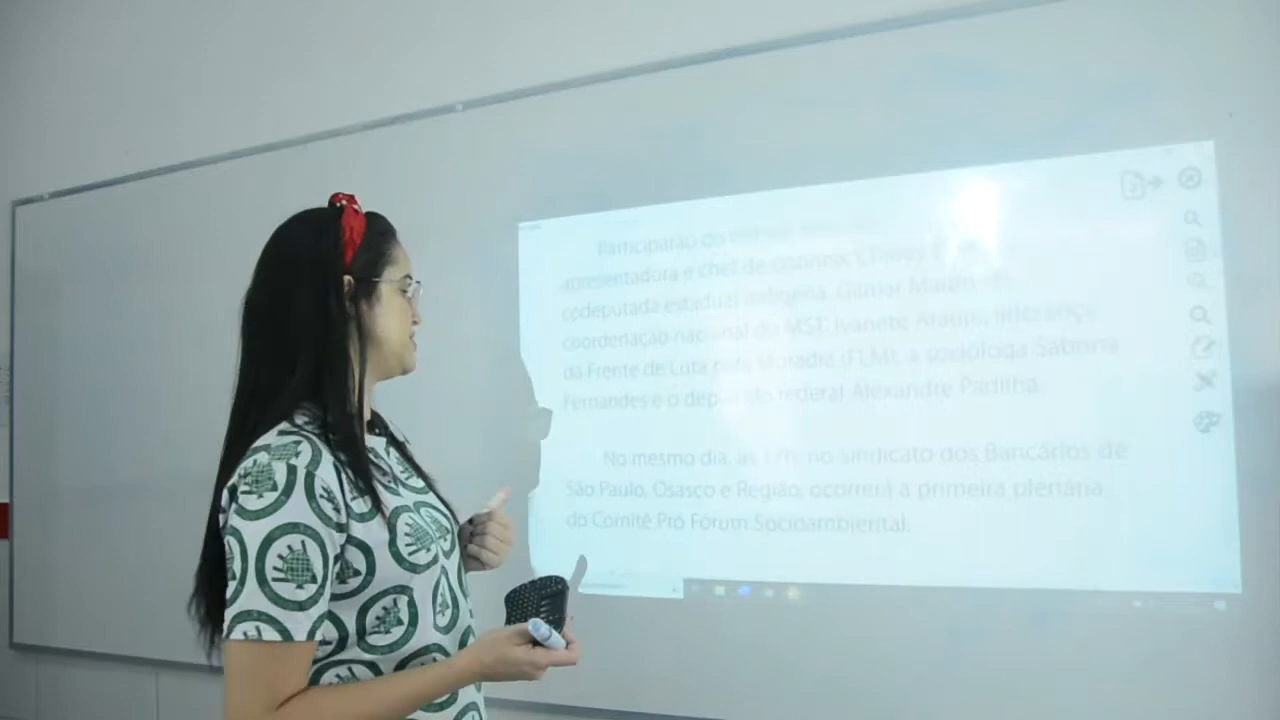 Participarão do debate
apresentadora e chef de cozinha,
codeputada estadual indígena, Gilmar Mauro, da
coordenação nacional do MST, Ivanete Araújo, liderança
da Frente de Luta pela Moradia (FLM), a socióloga Sabrina
Fernandes e o deputado federal Alexandre Padilha.
No mesmo dia, às 17h, no Sindicato dos Bancários de
São Paulo, Osasco e Região, ocorrerá a primeira plenária
do Comitê Pró Fórum Socioambiental.